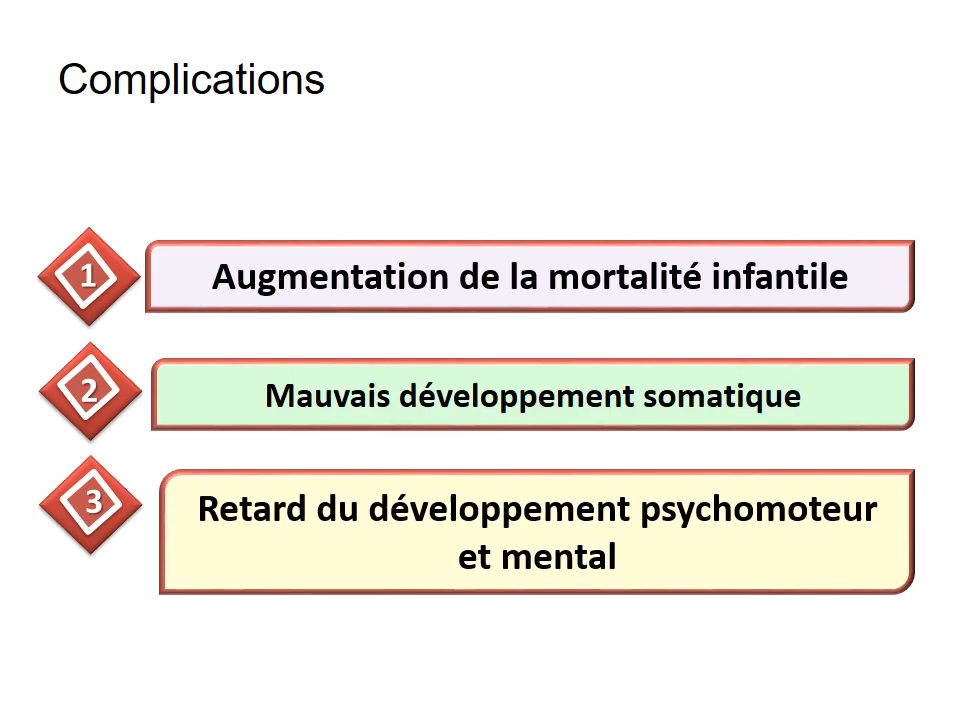 Complications
1
Augmentation de la mortalité infantile
2
Mauvais développement somatique
3
Retard du développement psychomoteur
et mental